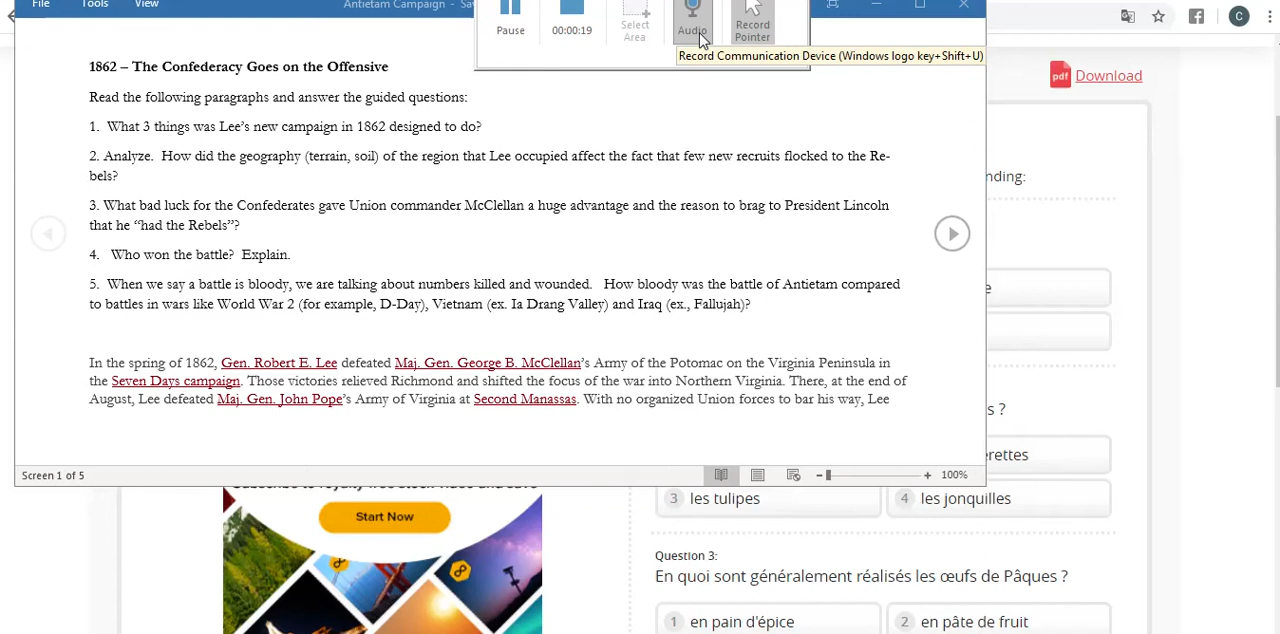 File Tools View
Antietam Campaign - Sav
Pause
00:00:19
Select
Area
Audio
Record
Pointer
Record Communication Device (Windows logo key+Shift+U)
C
pdf Download
1862 – The Confederacy Goes on the Offensive
Read the following paragraphs and answer the guided questions:
1. What 3 things was Lee's new campaign in 1862 designed to do?
2. Analyze. How did the geography (terrain, soil) of the region that Lee occupied affect the fact that few new recruits flocked to the Re-
bels?
3. What bad luck for the Confederates gave Union commander McClellan a huge advantage and the reason to brag to President Lincoln
that he “had the Rebels”?
4. Who won the battle? Explain.
5. When we say a battle is bloody, we are talking about numbers killed and wounded. How bloody was the battle of Antietam compared
to battles in wars like World War 2 (for example, D-Day), Vietnam (ex. Ia Drang Valley) and Iraq (ex., Fallujah)?
In the spring of 1862, Gen. Robert E. Lee defeated Maj. Gen. George B. McClellan's Army of the Potomac on the Virginia Peninsula in
the Seven Days campaign. Those victories relieved Richmond and shifted the focus of the war into Northern Virginia. There, at the end of
August, Lee defeated Maj. Gen. John Pope's Army of Virginia at Second Manassas. With no organized Union forces to bar his way, Lee
Screen 1 of 5
100%
nding:
e
s ?
erettes
Start Now
3 les tulipes
4 les jonquilles
Question 3:
En quoi sont généralement réalisés les œufs de Pâques ?
1 en pain d'épice
2 en pâte de fruit